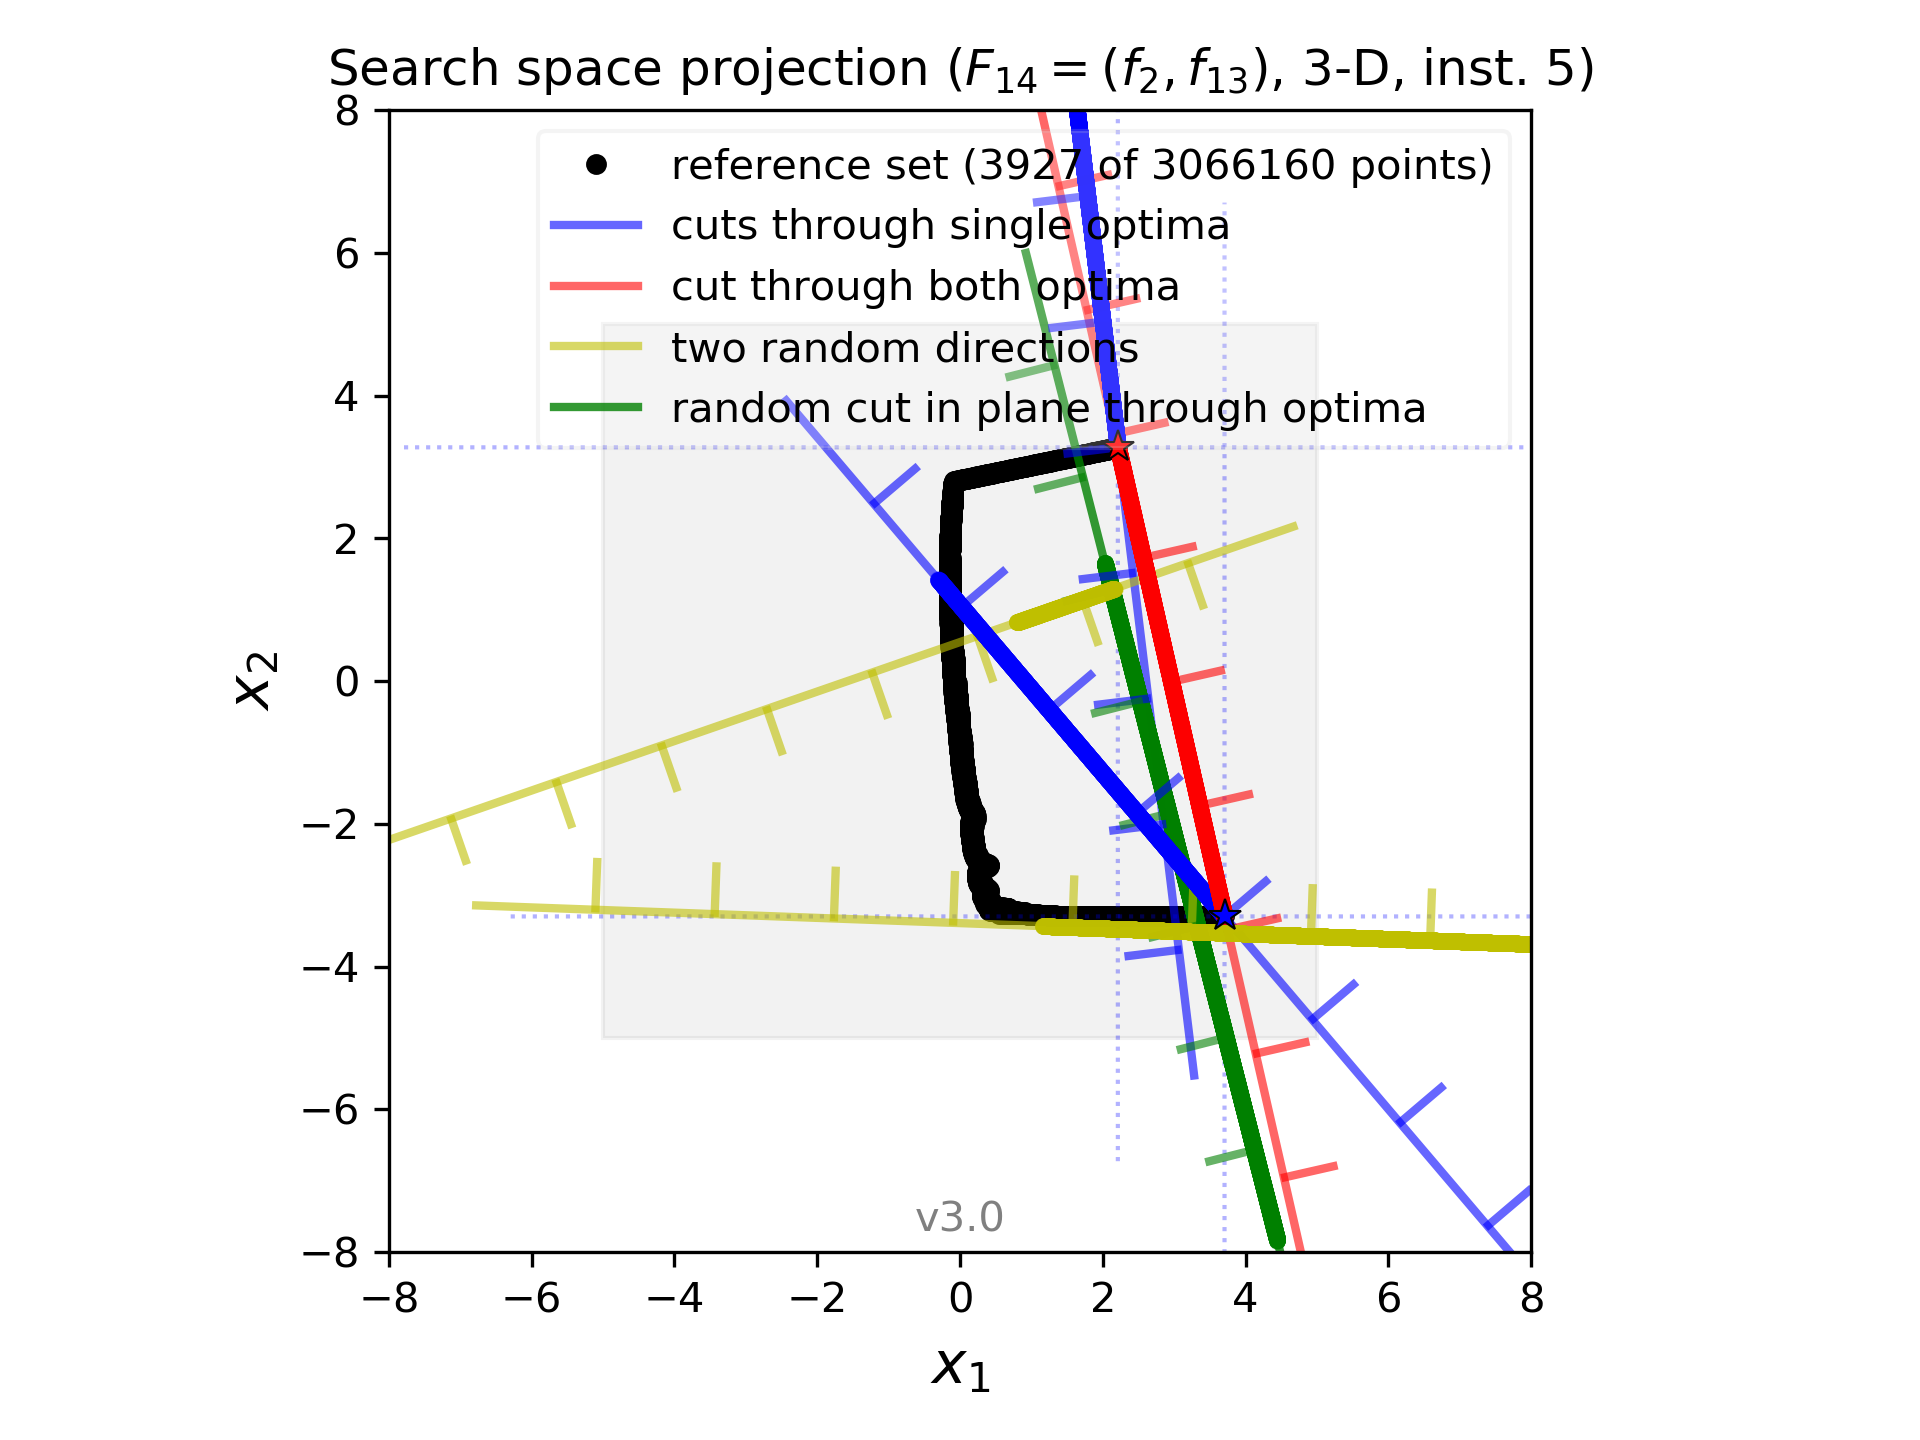 Search space projection (F14 = (f2, f13), 3-D, inst. 5)
8
reference set (3927 of 3066160 points)
cuts through single optima
6
cut through both optima
two random directions
4
random cut in plane through optima
2
x2
0
−2
−4
−6
v3.0
−8
−8 −6 −4 −2 0 2 4 6 8
x1